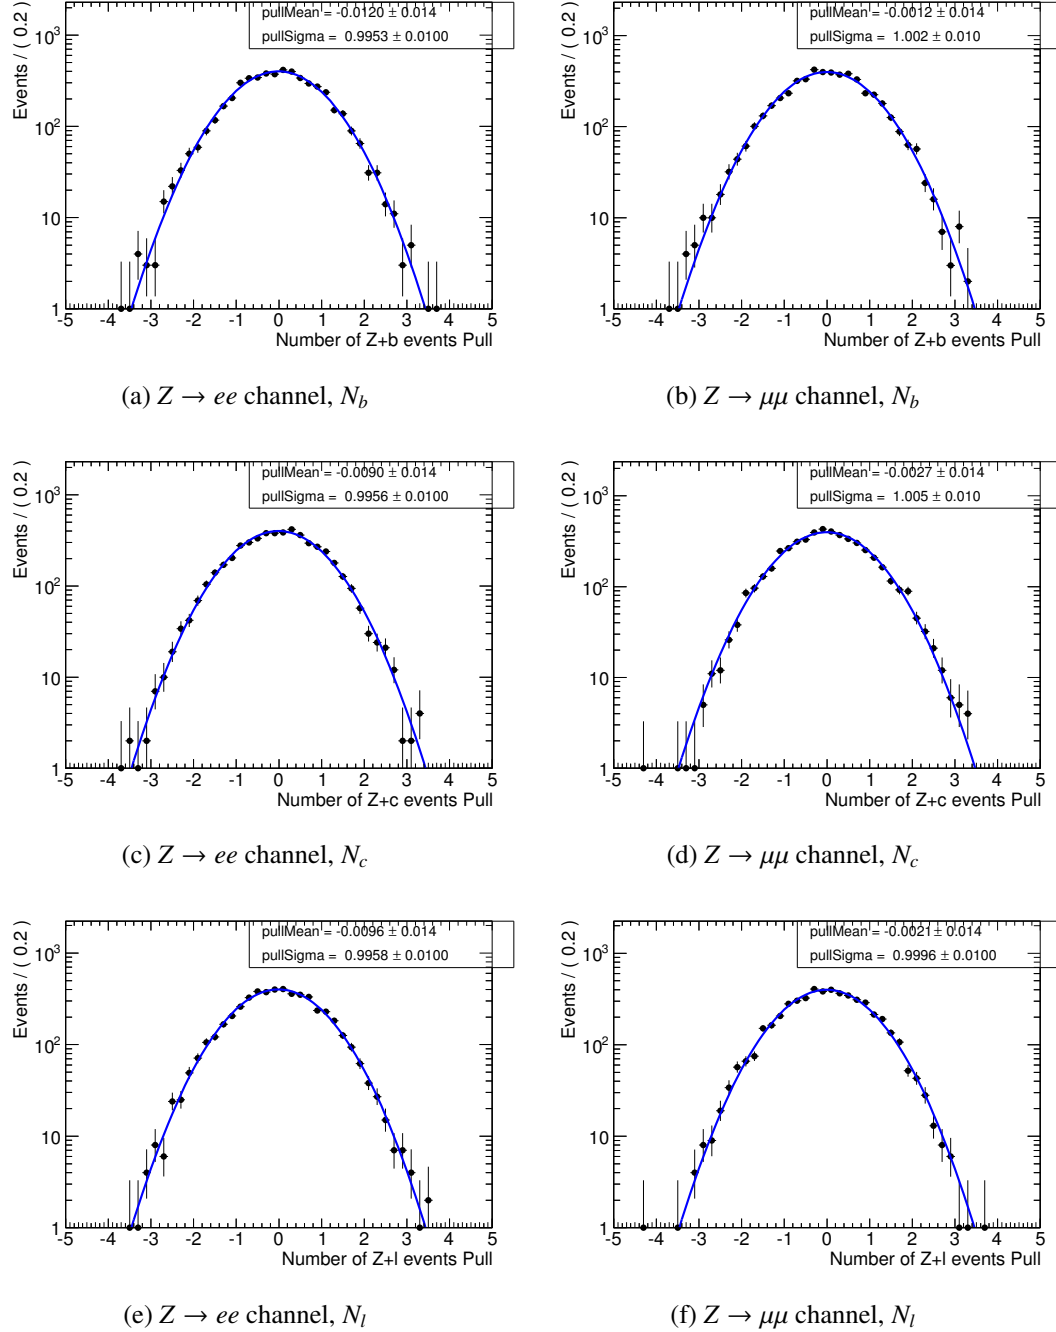 pullMean = -0.0120 ± 0.014
pullSigma = 0.9953 ± 0.0100
Events / ( 0.2 )
10³
10²
10
1
-5 -4 -3 -2 -1 0 1 2 3 4 5
Number of Z+b events Pull
(a) Z → ee channel, N_b
pullMean = -0.0012 ± 0.014
pullSigma = 1.002 ± 0.010
Events / ( 0.2 )
10³
10²
10
1
-5 -4 -3 -2 -1 0 1 2 3 4 5
Number of Z+b events Pull
(b) Z → μμ channel, N_b
pullMean = -0.0090 ± 0.014
pullSigma = 0.9956 ± 0.0100
Events / ( 0.2 )
10³
10²
10
1
-5 -4 -3 -2 -1 0 1 2 3 4 5
Number of Z+c events Pull
(c) Z → ee channel, N_c
pullMean = -0.0027 ± 0.014
pullSigma = 1.005 ± 0.010
Events / ( 0.2 )
10³
10²
10
1
-5 -4 -3 -2 -1 0 1 2 3 4 5
Number of Z+c events Pull
(d) Z → μμ channel, N_c
pullMean = -0.0096 ± 0.014
pullSigma = 0.9958 ± 0.0100
Events / ( 0.2 )
10³
10²
10
1
-5 -4 -3 -2 -1 0 1 2 3 4 5
Number of Z+l events Pull
(e) Z → ee channel, N_l
pullMean = -0.0021 ± 0.014
pullSigma = 0.9996 ± 0.0100
Events / ( 0.2 )
10³
10²
10
1
-5 -4 -3 -2 -1 0 1 2 3 4 5
Number of Z+l events Pull
(f) Z → μμ channel, N_l